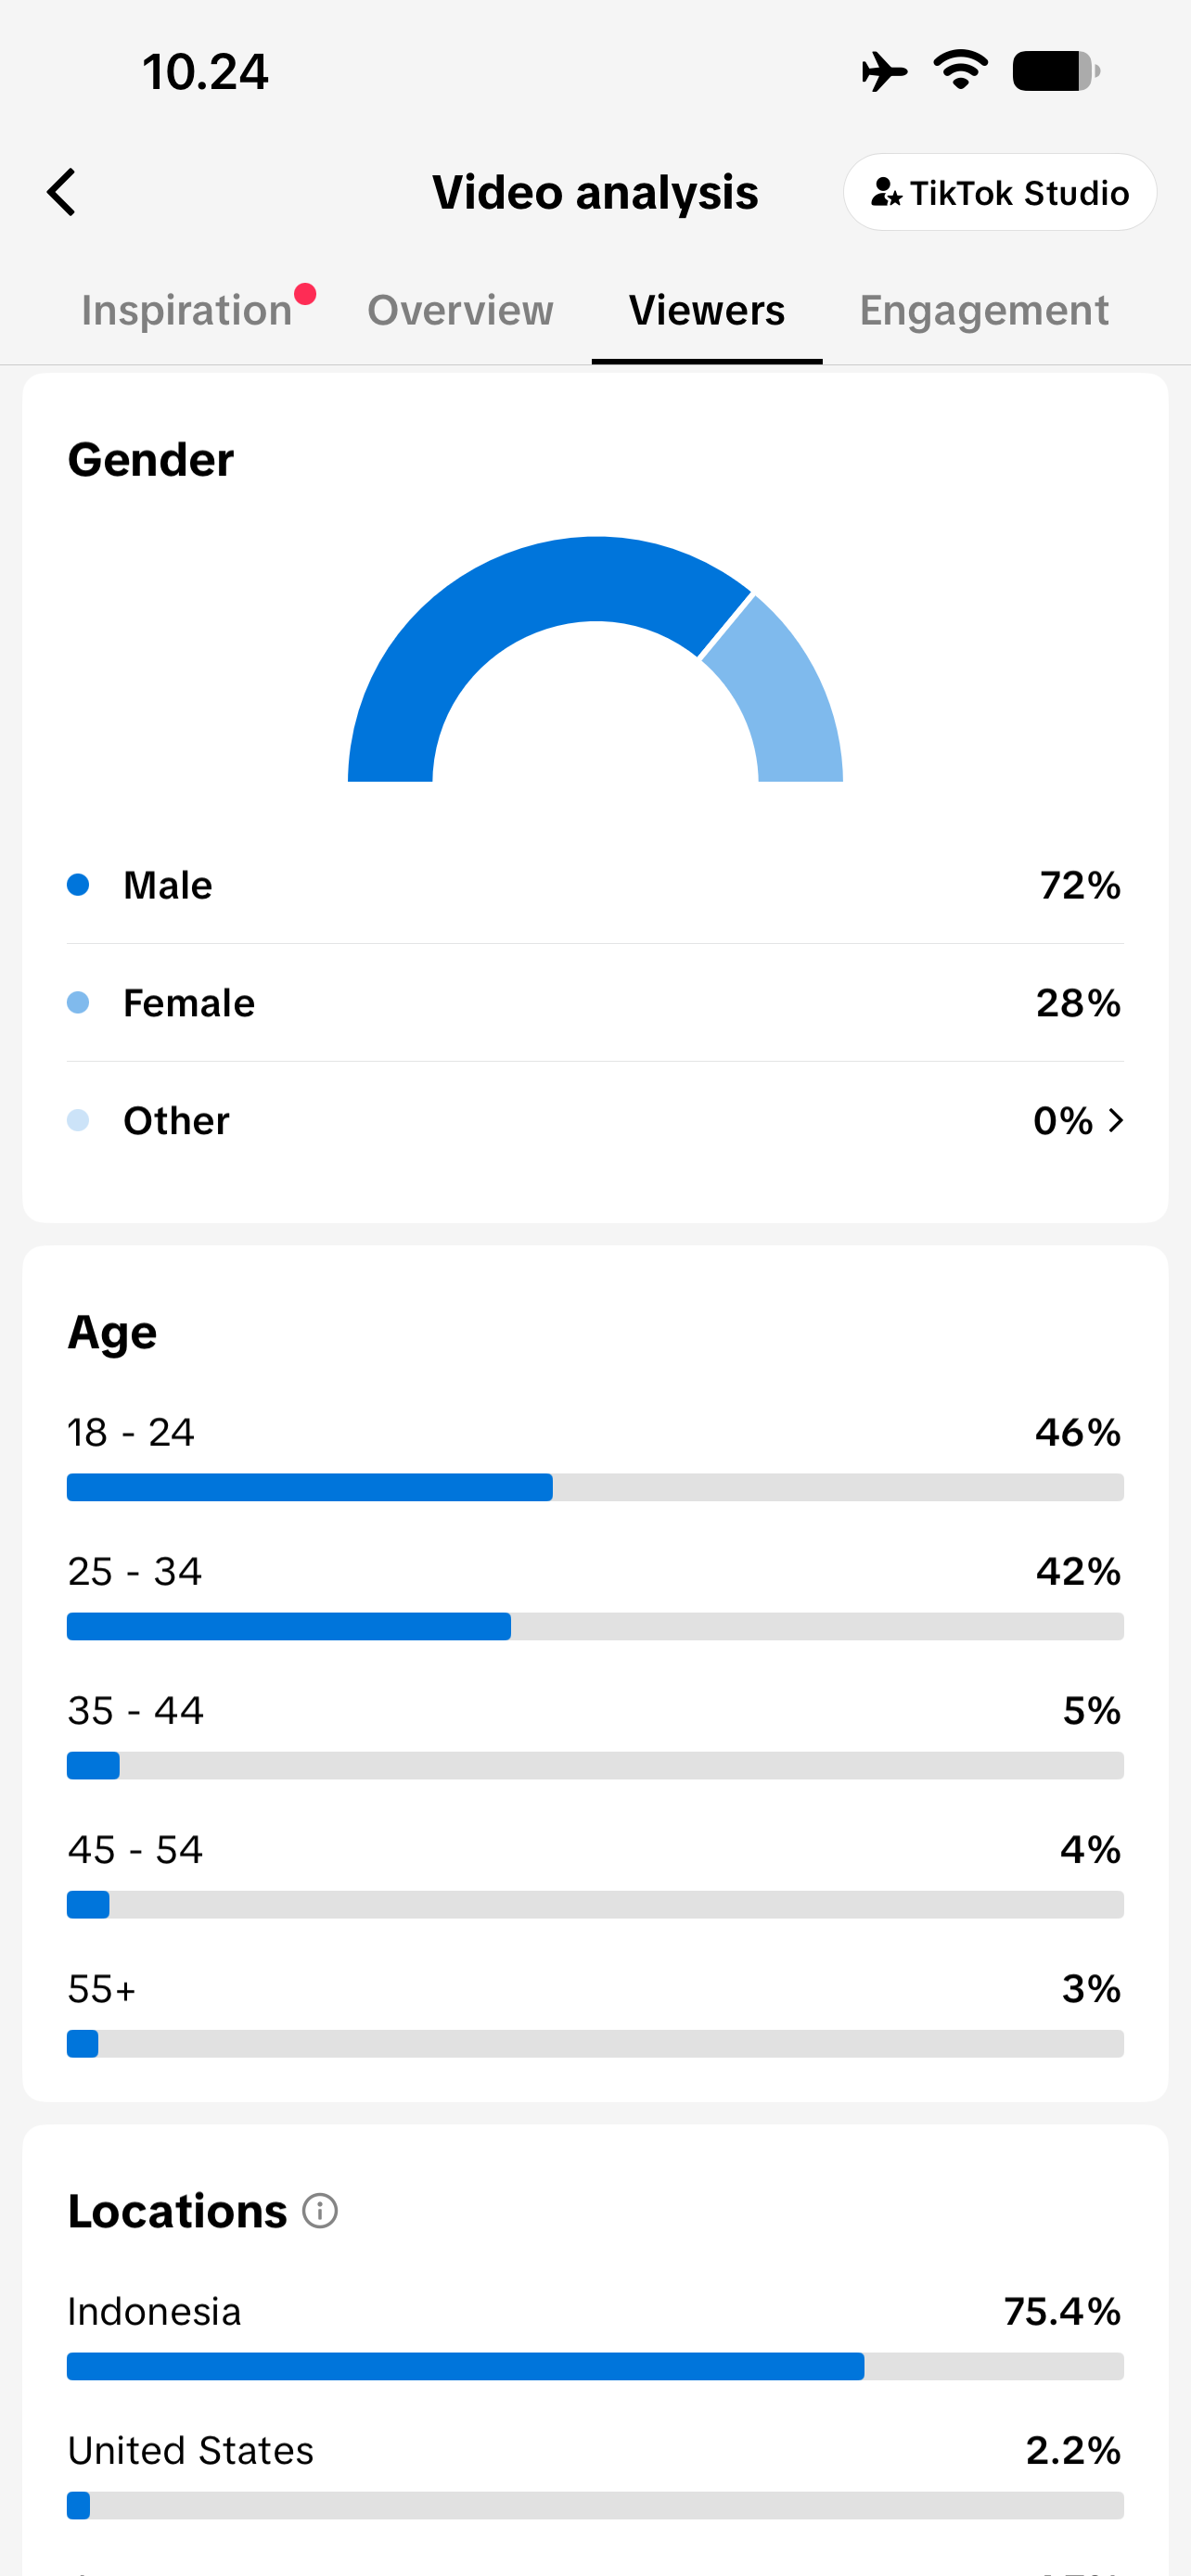 10.24
Video analysis
TikTok Studio
Inspiration Overview Viewers Engagement
Gender
Male 72%
Female 28%
Other 0%
Age
18 - 24 46%
25 - 34 42%
35 - 44 5%
45 - 54 4%
55+ 3%
Locations
Indonesia 75.4%
United States 2.2%